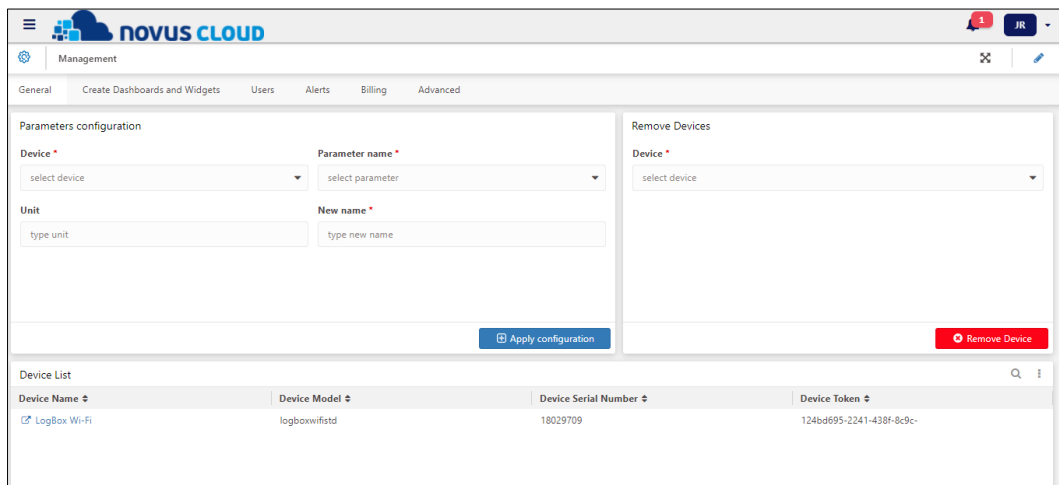 NOVUS CLOUD
1
JR
Management
General Create Dashboards and Widgets Users Alerts Billing Advanced
Parameters configuration
Device *
select device
Parameter name *
select parameter
Unit
type unit
New name *
type new name
Apply configuration
Remove Devices
Device *
select device
Remove Device
Device List
Device Name Device Model Device Serial Number Device Token
LogBox Wi-Fi logboxwifistd 18029709 124bd695-2241-438f-8c9c-